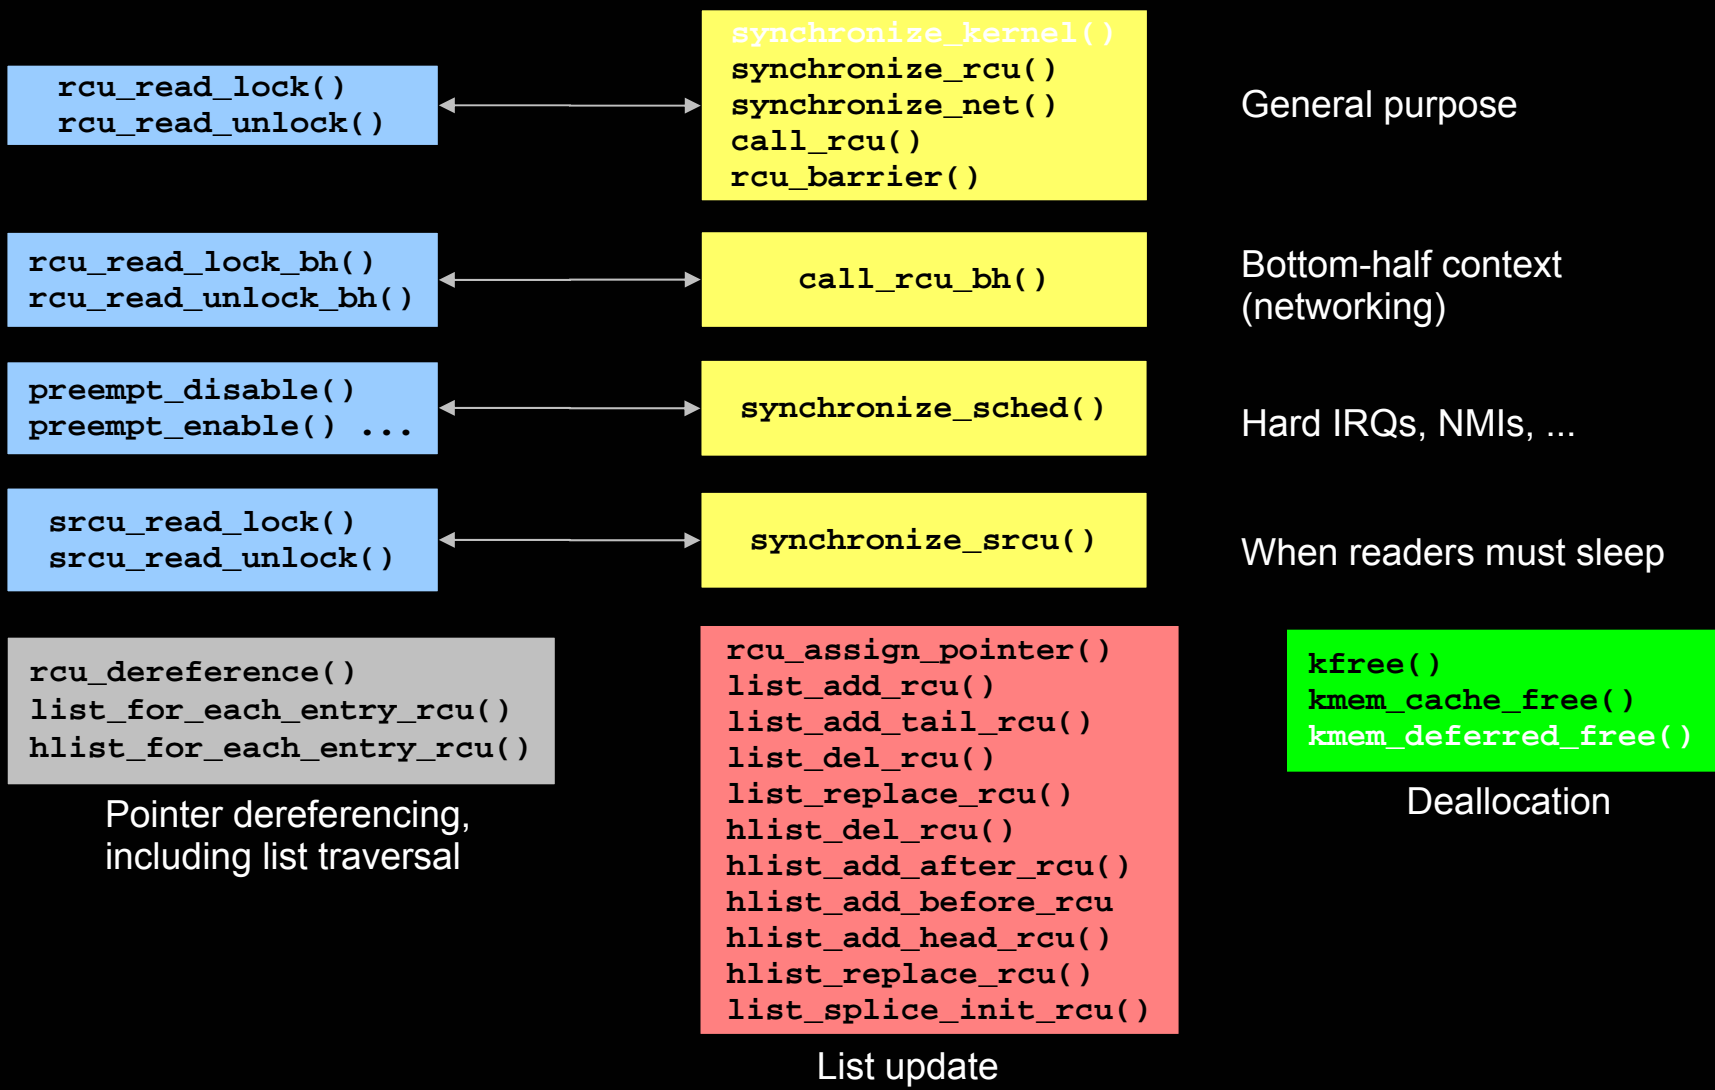 rcu_read_lock()
rcu_read_unlock()
synchronize_kernel()
synchronize_rcu()
synchronize_net()
call_rcu()
rcu_barrier()
General purpose
rcu_read_lock_bh()
rcu_read_unlock_bh()
call_rcu_bh()
Bottom-half context
(networking)
preempt_disable()
preempt_enable() ...
synchronize_sched()
Hard IRQs, NMIs, ...
srcu_read_lock()
srcu_read_unlock()
synchronize_srcu()
When readers must sleep
rcu_dereference()
list_for_each_entry_rcu()
hlist_for_each_entry_rcu()
Pointer dereferencing,
including list traversal
rcu_assign_pointer()
list_add_rcu()
list_add_tail_rcu()
list_del_rcu()
list_replace_rcu()
hlist_del_rcu()
hlist_add_after_rcu()
hlist_add_before_rcu
hlist_add_head_rcu()
hlist_replace_rcu()
list_splice_init_rcu()
List update
kfree()
kmem_cache_free()
kmem_deferred_free()
Deallocation